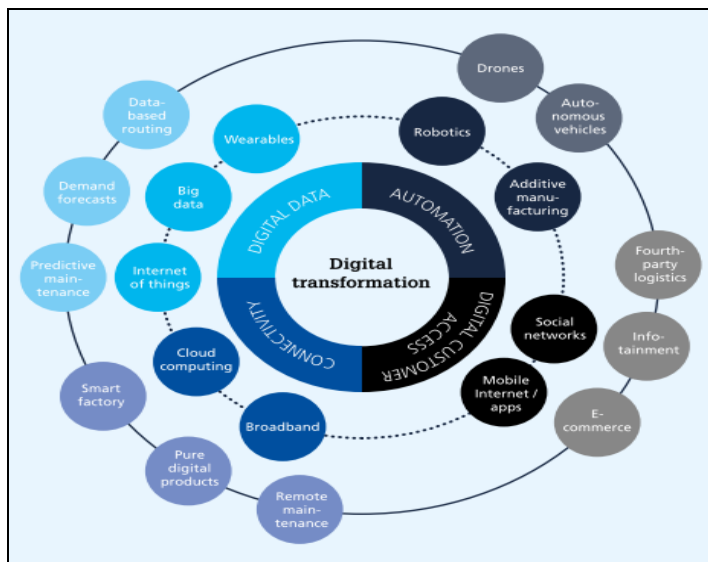 Drones
Auto-
nomous
vehicles
Data-
based
routing
Wearables
Robotics
Demand
forecasts
Big
data
DIGITAL DATA
AUTOMATION
Additive
manu-
facturing
Predictive
main-
tenance
Internet
of things
Digital
transformation
Fourth-
party
logistics
CONNECTIVITY
DIGITAL CUSTOMER
ACCESS
Social
networks
Info-
tainment
Cloud
computing
Mobile
Internet /
apps
Smart
factory
Broadband
E-
commerce
Pure
digital
products
Remote
main-
tenance